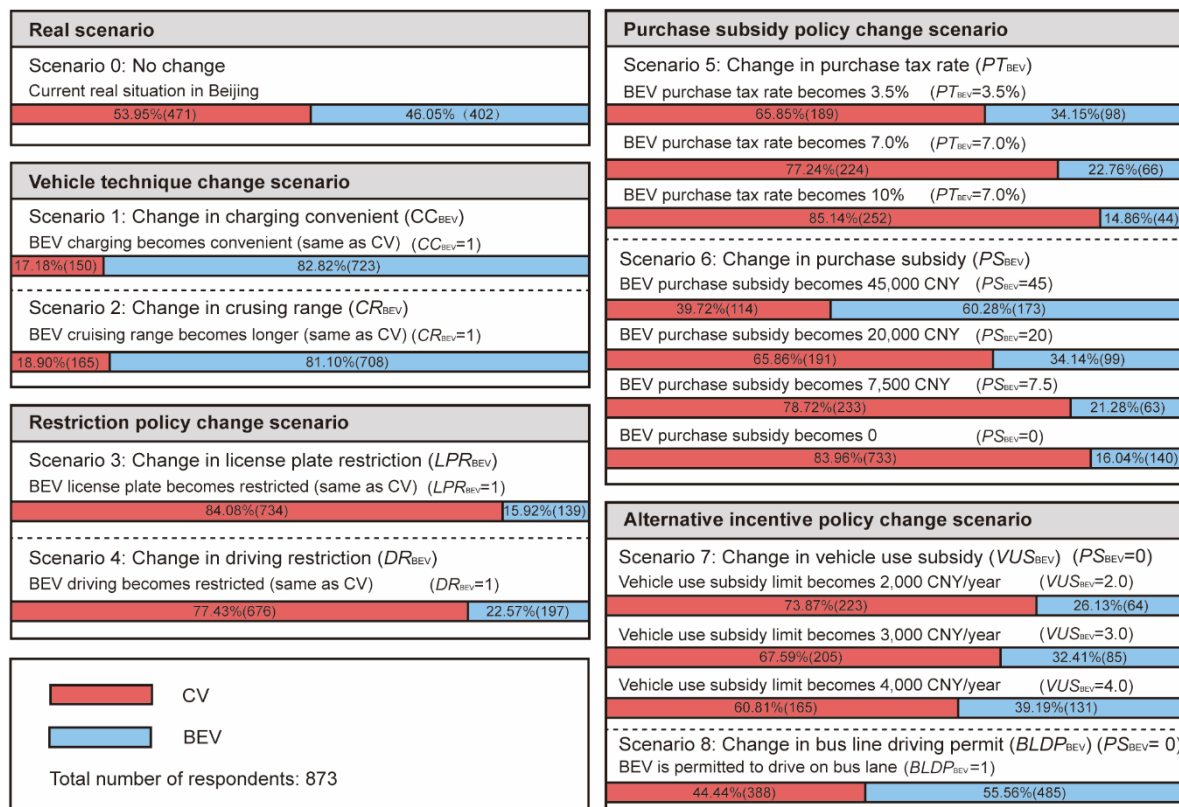 Real scenario
Scenario 0: No change
Current real situation in Beijing
53.95%(471) 46.05% (402)
Vehicle technique change scenario
Scenario 1: Change in charging convenient (CCBEV)
BEV charging becomes convenient (same as CV) (CCBEV=1)
17.18%(150) 82.82%(723)
Scenario 2: Change in crusing range (CRBEV)
BEV cruising range becomes longer (same as CV) (CRBEV=1)
18.90%(165) 81.10%(708)
Restriction policy change scenario
Scenario 3: Change in license plate restriction (LPRBEV)
BEV license plate becomes restricted (same as CV) (LPRBEV=1)
84.08%(734) 15.92%(139)
Scenario 4: Change in driving restriction (DRBEV)
BEV driving becomes restricted (same as CV) (DRBEV=1)
77.43%(676) 22.57%(197)
CV
BEV
Total number of respondents: 873
Purchase subsidy policy change scenario
Scenario 5: Change in purchase tax rate (PTBEV)
BEV purchase tax rate becomes 3.5% (PTBEV=3.5%)
65.85%(189) 34.15%(98)
BEV purchase tax rate becomes 7.0% (PTBEV=7.0%)
77.24%(224) 22.76%(66)
BEV purchase tax rate becomes 10% (PTBEV=7.0%)
85.14%(252) 14.86%(44)
Scenario 6: Change in purchase subsidy (PSBEV)
BEV purchase subsidy becomes 45,000 CNY (PSBEV=45)
39.72%(114) 60.28%(173)
BEV purchase subsidy becomes 20,000 CNY (PSBEV=20)
65.86%(191) 34.14%(99)
BEV purchase subsidy becomes 7,500 CNY (PSBEV=7.5)
78.72%(233) 21.28%(63)
BEV purchase subsidy becomes 0 (PSBEV=0)
83.96%(733) 16.04%(140)
Alternative incentive policy change scenario
Scenario 7: Change in vehicle use subsidy (VUSBEV) (PSBEV=0)
Vehicle use subsidy limit becomes 2,000 CNY/year (VUSBEV=2.0)
73.87%(223) 26.13%(64)
Vehicle use subsidy limit becomes 3,000 CNY/year (VUSBEV=3.0)
67.59%(205) 32.41%(85)
Vehicle use subsidy limit becomes 4,000 CNY/year (VUSBEV=4.0)
60.81%(165) 39.19%(131)
Scenario 8: Change in bus line driving permit (BLDPBEV) (PSBEV= 0)
BEV is permitted to drive on bus lane (BLDPBEV=1)
44.44%(388) 55.56%(485)